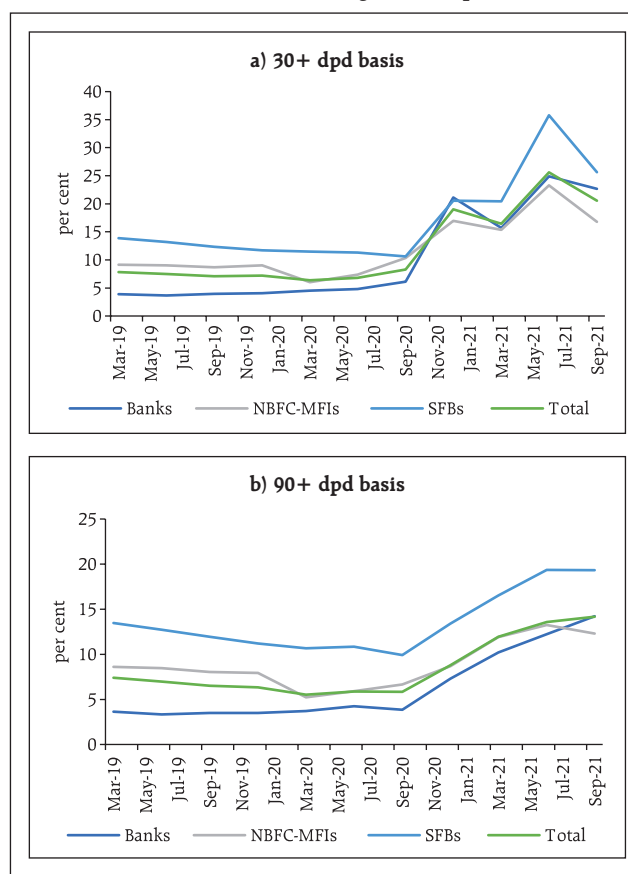 a) 30+ dpd basis
per cent
40
35
30
25
20
15
10
5
0
Mar-19
May-19
Jul-19
Sep-19
Nov-19
Jan-20
Mar-20
May-20
Jul-20
Sep-20
Nov-20
Jan-21
Mar-21
May-21
Jul-21
Sep-21
Banks NBFC-MFIs SFBs Total
b) 90+ dpd basis
per cent
25
20
15
10
5
0
Mar-19
May-19
Jul-19
Sep-19
Nov-19
Jan-20
Mar-20
May-20
Jul-20
Sep-20
Nov-20
Jan-21
Mar-21
May-21
Jul-21
Sep-21
Banks NBFC-MFIs SFBs Total